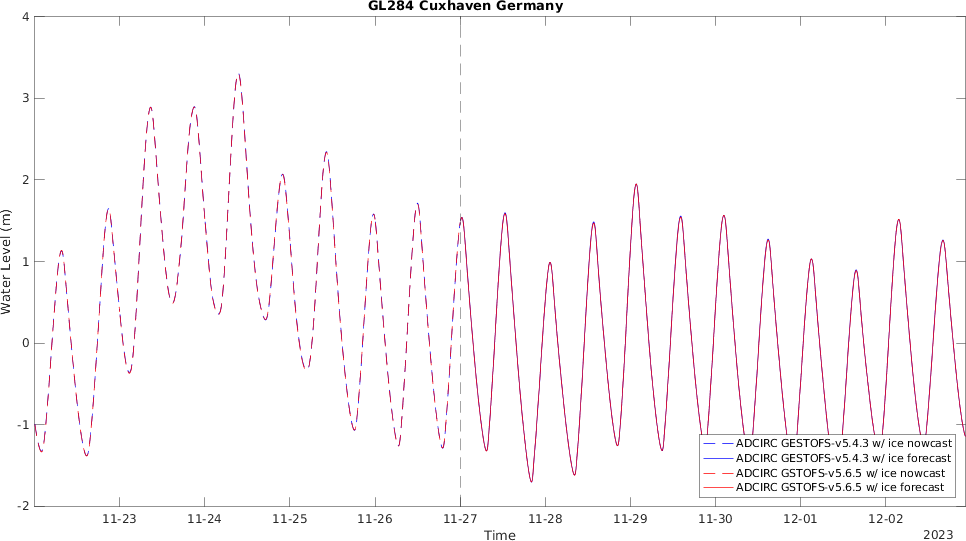 GL284 Cuxhaven Germany
Water Level (m)
4
3
2
1
0
-1
-2
11-23 11-24 11-25 11-26 11-27 11-28 11-29 11-30 12-01 12-02
Time
2023
ADCIRC GESTOFS-v5.4.3 w/ ice nowcast
ADCIRC GESTOFS-v5.4.3 w/ ice forecast
ADCIRC GSTOFS-v5.6.5 w/ ice nowcast
ADCIRC GSTOFS-v5.6.5 w/ ice forecast